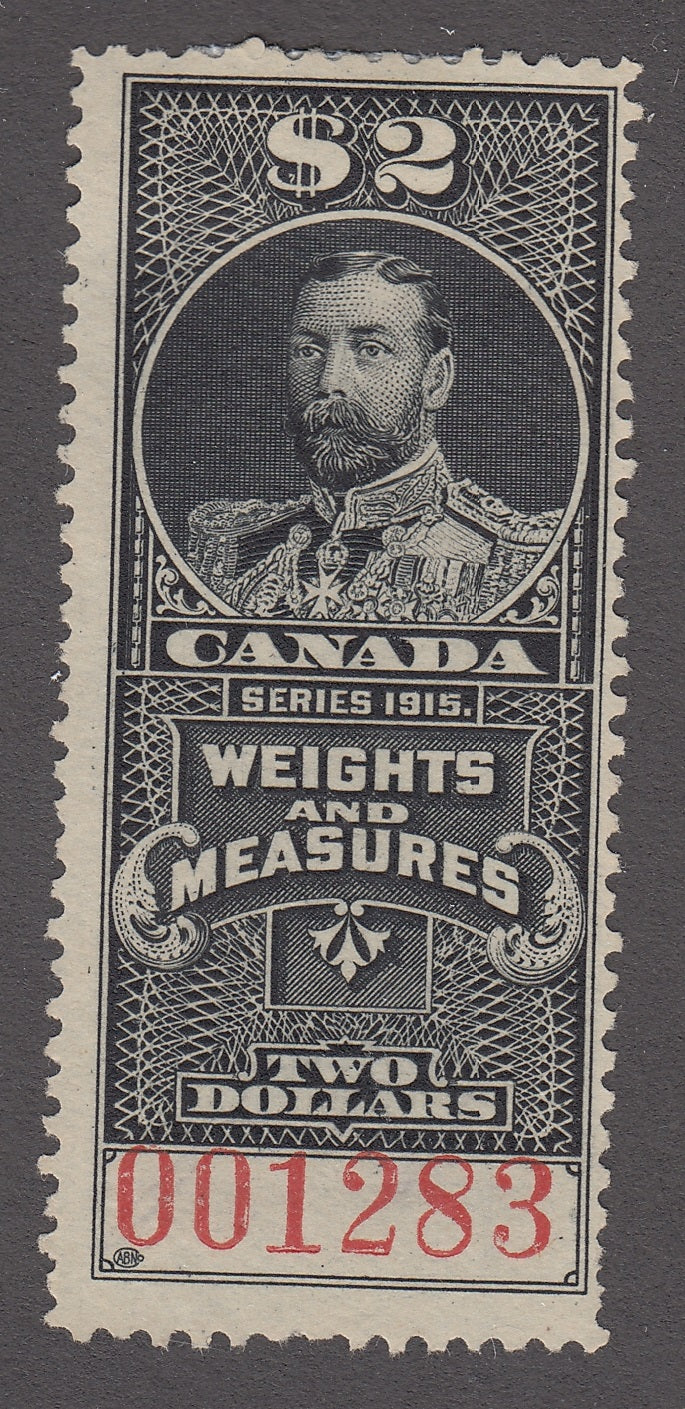 $2
CANADA
SERIES 1915.
WEIGHTS
AND
MEASURES
TWO
DOLLARS
001283
ABNCo